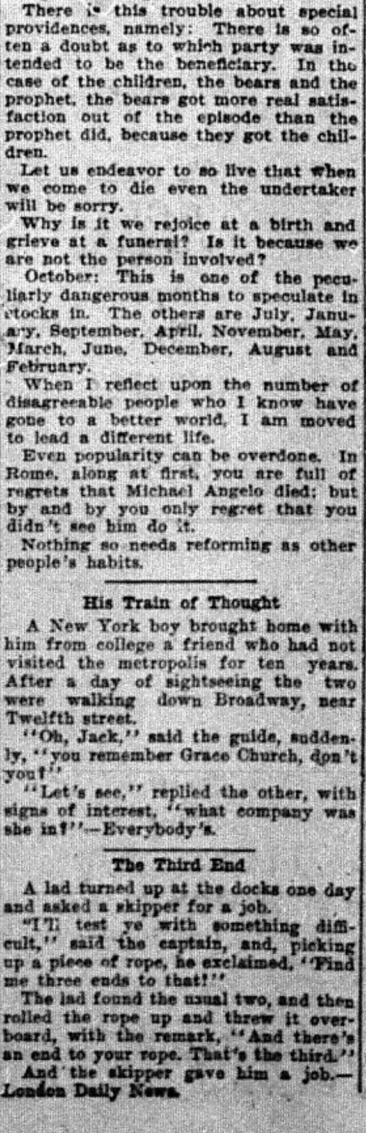 There is this trouble about special
providences, namely: There is so of-
ten a doubt as to which party was in-
tended to be the beneficiary. In the
case of the children, the bears and the
prophet, the bears got more real satis-
faction out of the episode than the
prophet did, because they got the chil-
dren.
Let us endeavor to so live that when
we come to die even the undertaker
will be sorry.
Why is it we rejoice at a birth and
grieve at a funeral? Is it because we
are not the person involved?
October: This is one of the pecu-
liarly dangerous months to speculate in
stocks in. The others are July, Janu-
ary, September, April, November, May,
March, June, December, August and
February.
When I reflect upon the number of
disagreeable people who I know have
gone to a better world, I am moved
to lead a different life.
Even popularity can be overdone. In
Rome, along at first, you are full of
regrets that Michael Angelo died; but
by and by you only regret that you
didn't see him do it.
Nothing so needs reforming as other
people's habits.
His Train of Thought
A New York boy brought home with
him from college a friend who had not
visited the metropolis for ten years.
After a day of sightseeing the two
were walking down Broadway, near
Twelfth street.
"Oh, Jack," said the guide, sudden-
ly, "you remember Grace Church, don't
you?"
"Let's see," replied the other, with
signs of interest, "what company was
she in?"—Everybody's.
The Third End
A lad turned up at the docks one day
and asked a skipper for a job.
"I'll test ye with something diffi-
cult," said the captain, and, picking
up a piece of rope, he exclaimed, "Find
me three ends to that!"
The lad found the usual two, and then
rolled the rope up and threw it over-
board, with the remark, "And there's
an end to your rope. That's the third."
And the skipper gave him a job.—
London Daily News.